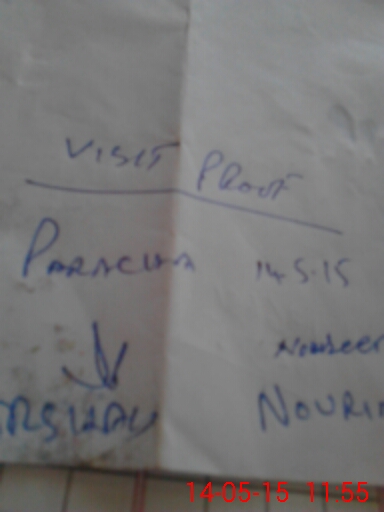 VISIT PROOF
PARACHA 14.5.15
NOURI
14-05-15 11:55